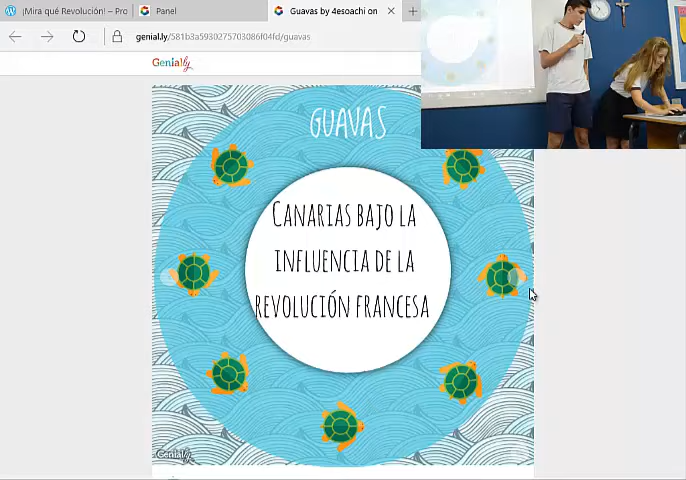 ¡Mira qué Revolución! – Pro
Panel
Guavas by 4esoachi on
genial.ly/581b3a5930275703086f04fd/guavas
Genially
GUAVAS
CANARIAS BAJO LA
INFLUENCIA DE LA
REVOLUCIÓN FRANCESA
Genially